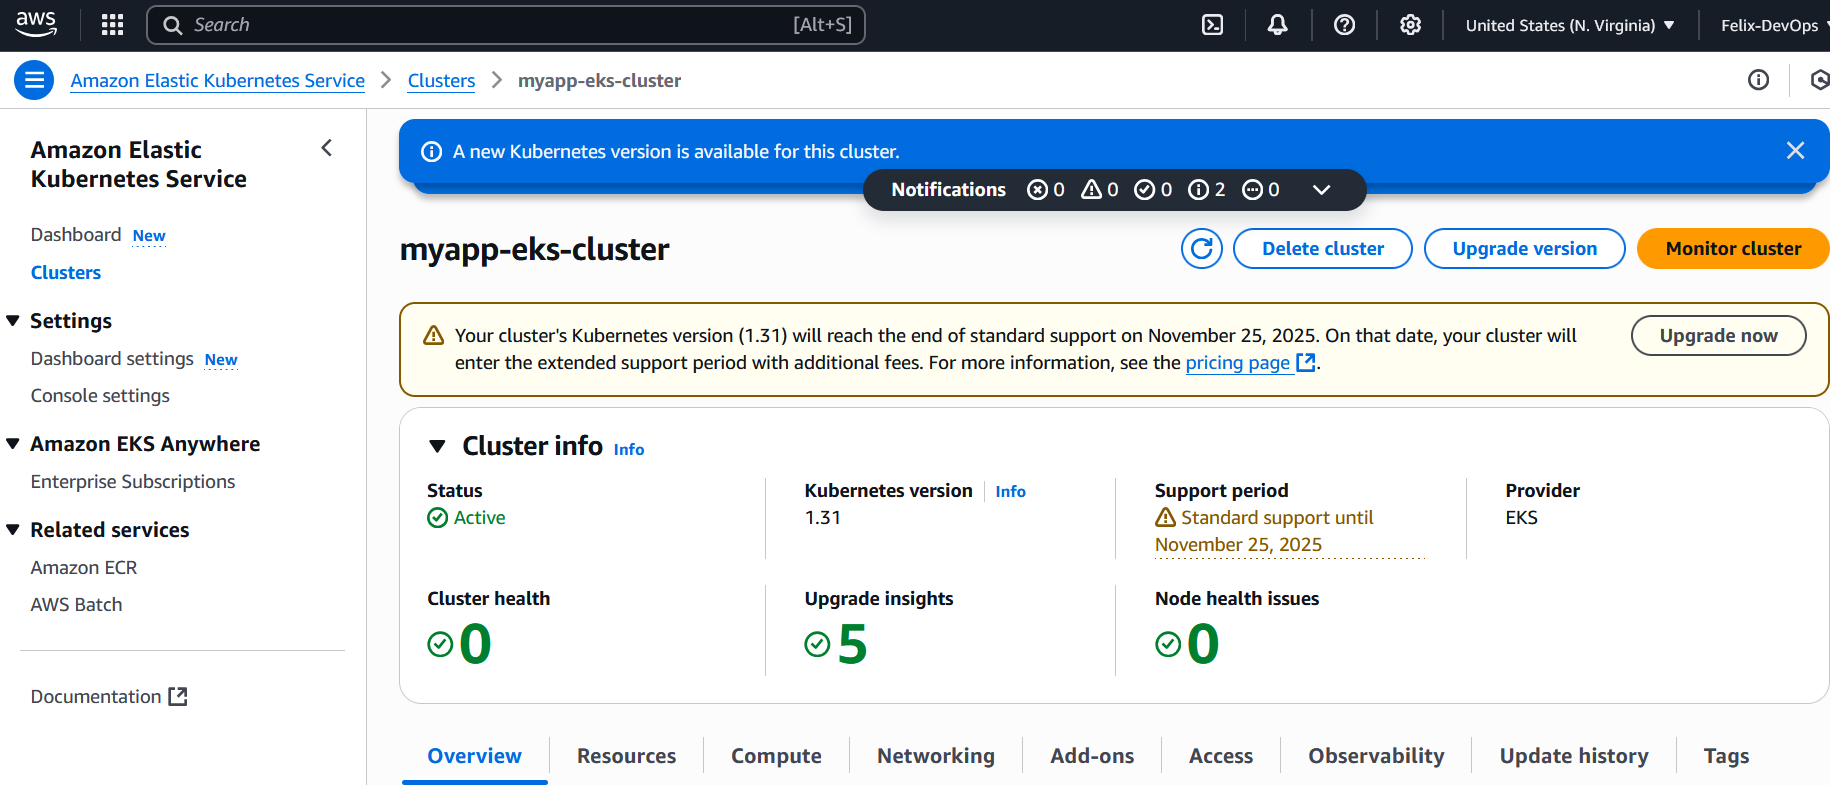 aws
Search [Alt+S]
United States (N. Virginia)
Felix-DevOps
Amazon Elastic Kubernetes Service
Clusters
myapp-eks-cluster
Amazon Elastic
Kubernetes Service
Dashboard New
Clusters
Settings
Dashboard settings New
Console settings
Amazon EKS Anywhere
Enterprise Subscriptions
Related services
Amazon ECR
AWS Batch
Documentation
A new Kubernetes version is available for this cluster.
Notifications 0 0 0 2 0
myapp-eks-cluster
Delete cluster
Upgrade version
Monitor cluster
Your cluster's Kubernetes version (1.31) will reach the end of standard support on November 25, 2025. On that date, your cluster will
enter the extended support period with additional fees. For more information, see the pricing page.
Upgrade now
Cluster info Info
Status
Active
Kubernetes version Info
1.31
Support period
Standard support until
November 25, 2025
Provider
EKS
Cluster health
0
Upgrade insights
5
Node health issues
0
Overview
Resources
Compute
Networking
Add-ons
Access
Observability
Update history
Tags